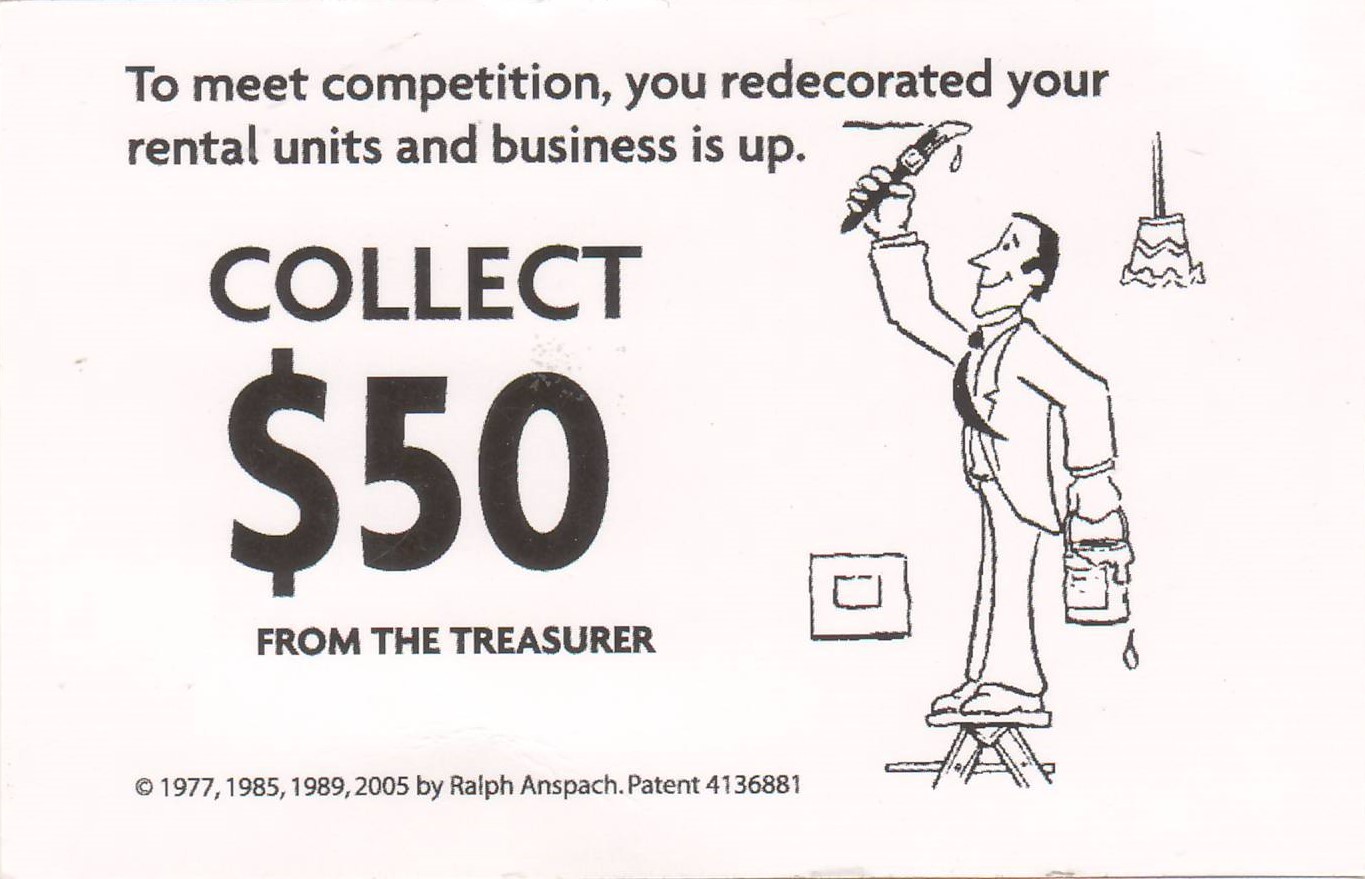 To meet competition, you redecorated your
rental units and business is up.
COLLECT
$50
FROM THE TREASURER
© 1977, 1985, 1989, 2005 by Ralph Anspach. Patent 4136881